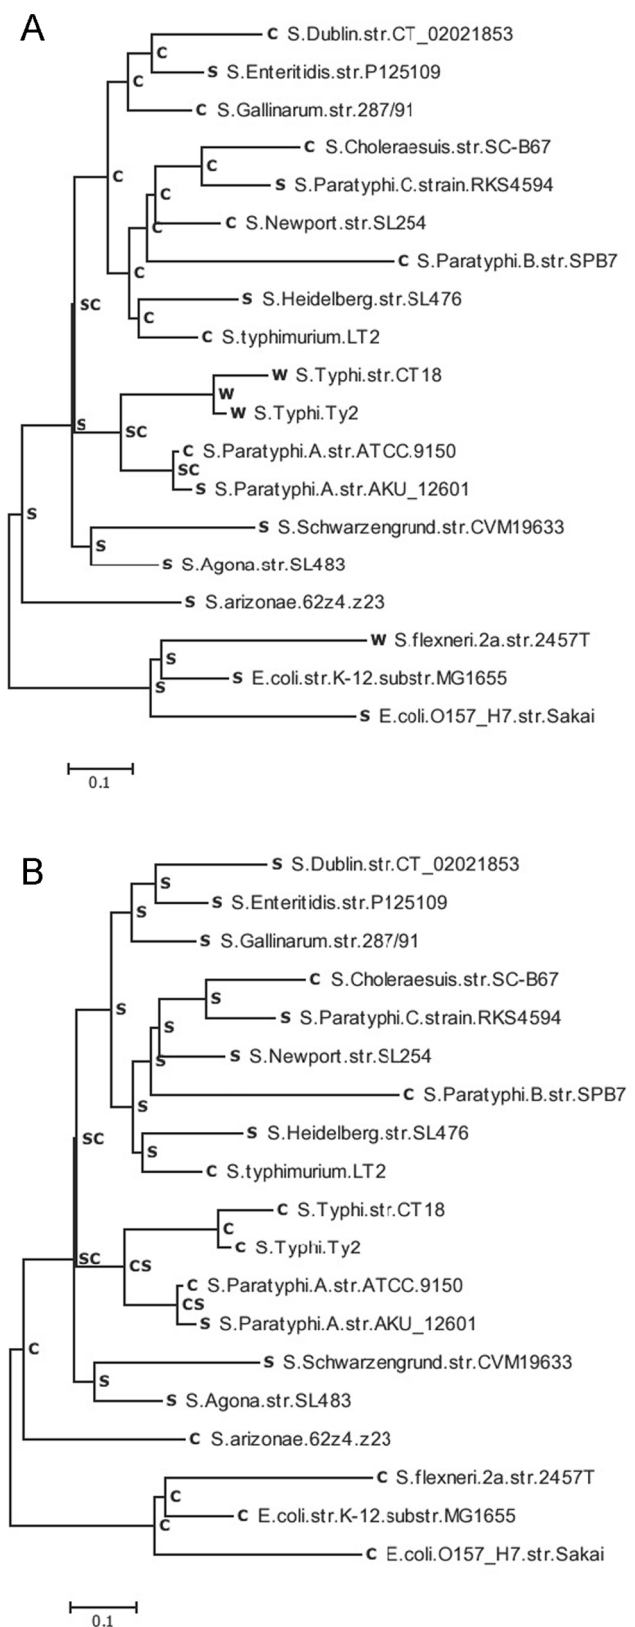 A
C S.Dublin.str.CT_02021853
C
S S.Enteritidis.str.P125109
C
C S.Gallinarum.str.287/91
C S.Choleraesuis.str.SC-B67
C
C
S S.Paratyphi.C.strain.RKS4594
C
C S.Newport.str.SL254
C
C S.Paratyphi.B.str.SPB7
C
S S.Heidelberg.str.SL476
SC
C
C S.typhimurium.LT2
W S.Typhi.str.CT18
W
W S.Typhi.Ty2
S
SC
C S.Paratyphi.A.str.ATCC.9150
SC
S S.Paratyphi.A.str.AKU_12601
S
S S.Schwarzengrund.str.CVM19633
S
S S.Agona.str.SL483
S S.arizonae.62z4.z23
W S.flexneri.2a.str.2457T
S
S E.coli.str.K-12.substr.MG1655
S
S E.coli.O157_H7.str.Sakai
0.1
B
S S.Dublin.str.CT_02021853
S
S S.Enteritidis.str.P125109
S
S S.Gallinarum.str.287/91
C S.Choleraesuis.str.SC-B67
S
S
S S.Paratyphi.C.strain.RKS4594
S
S S.Newport.str.SL254
S
C S.Paratyphi.B.str.SPB7
S
S S.Heidelberg.str.SL476
SC
S
C S.typhimurium.LT2
C S.Typhi.str.CT18
C
C S.Typhi.Ty2
SC
CS
C S.Paratyphi.A.str.ATCC.9150
CS
S S.Paratyphi.A.str.AKU_12601
C
S S.Schwarzengrund.str.CVM19633
S
S S.Agona.str.SL483
C S.arizonae.62z4.z23
C S.flexneri.2a.str.2457T
C
C E.coli.str.K-12.substr.MG1655
C
C E.coli.O157_H7.str.Sakai
0.1